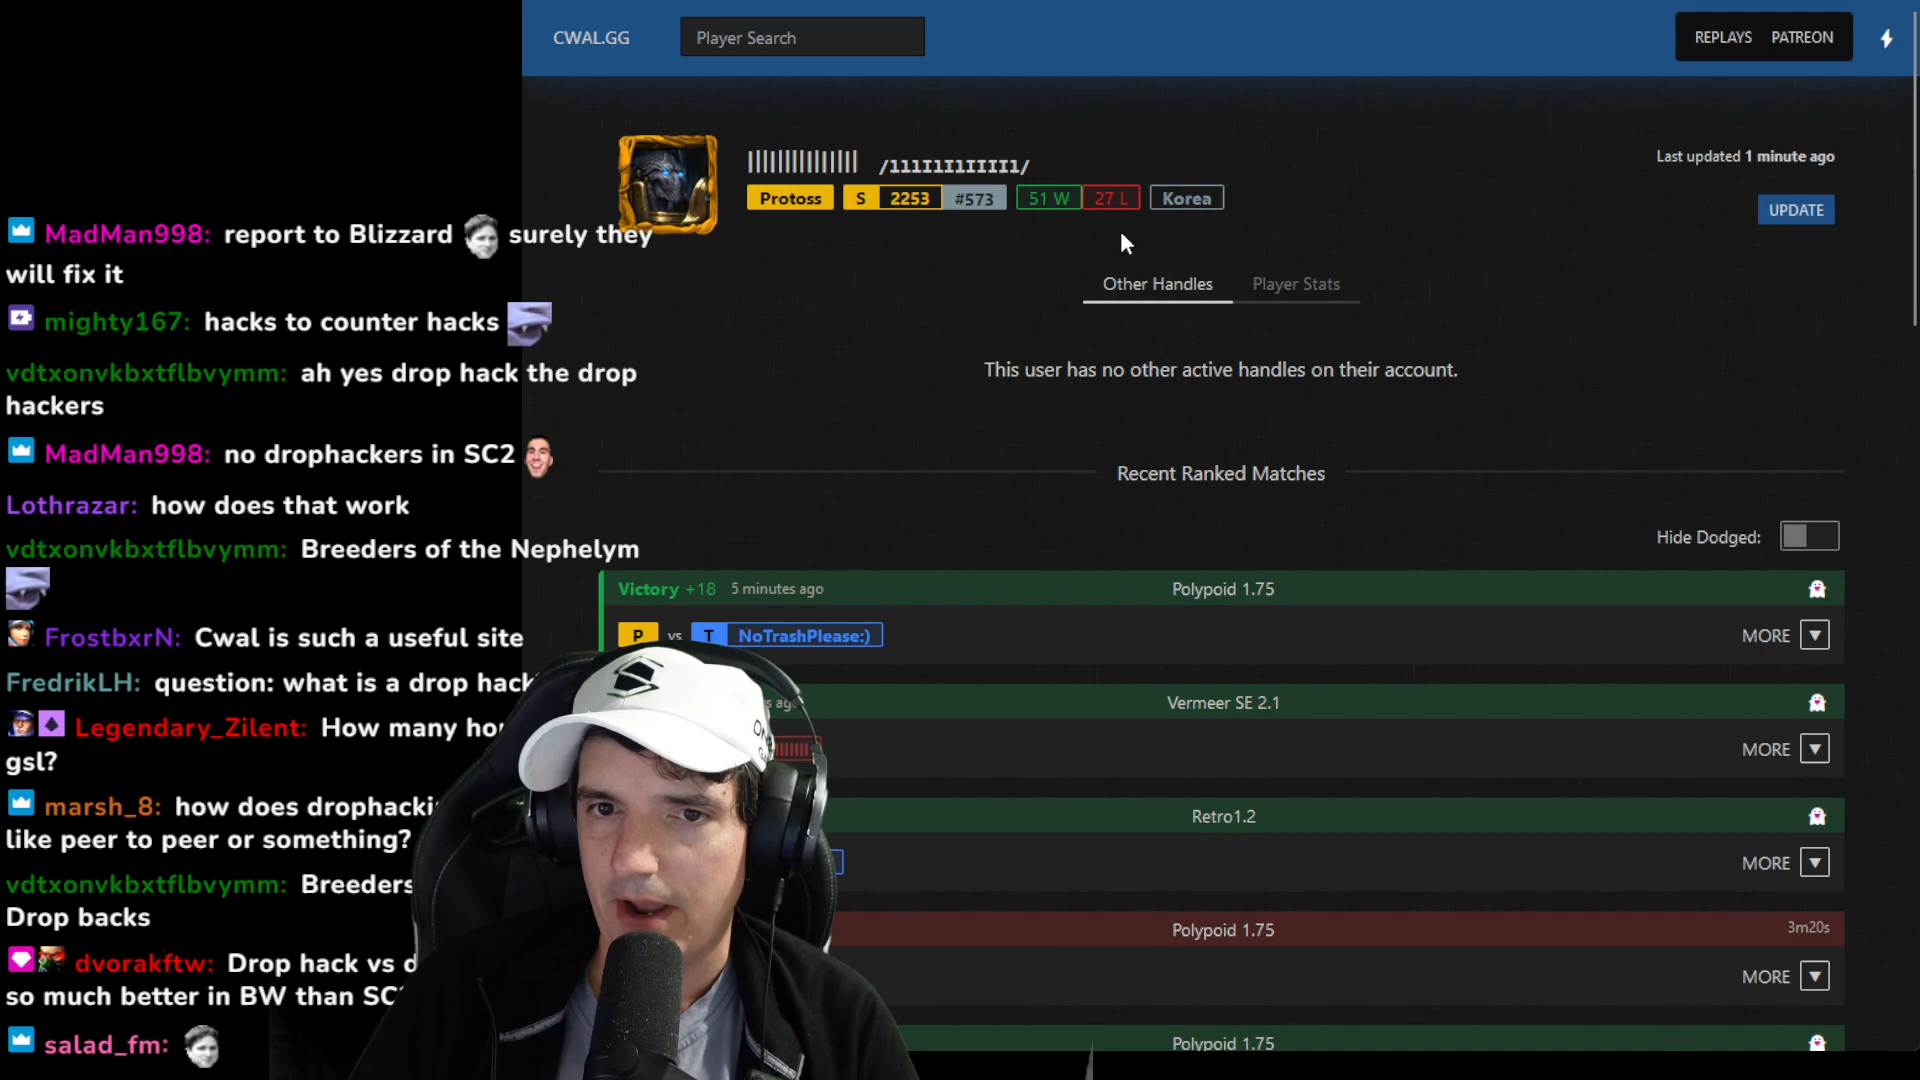 CWAL.GG
Player Search
REPLAYS PATREON
Last updated 1 minute ago
Protoss S 2253 #573 51 W 27 L Korea
UPDATE
Other Handles Player Stats
This user has no other active handles on their account.
Recent Ranked Matches
Hide Dodged:
Victory +18 5 minutes ago Polypoid 1.75
P vs T NoTrashPlease:) MORE
Vermeer SE 2.1
MORE
Retro1.2
MORE
Polypoid 1.75 3m20s
MORE
Polypoid 1.75
MadMan998: report to Blizzard surely they
will fix it
mighty167: hacks to counter hacks
vdtxonvkbxtflbvymm: ah yes drop hack the drop
hackers
MadMan998: no drophackers in SC2
Lothrazar: how does that work
vdtxonvkbxtflbvymm: Breeders of the Nephelym
FrostbxrN: Cwal is such a useful site
FredrikLH: question: what is a drop hack
Legendary_Zilent: How many
gsl?
marsh_8: how does
like peer to peer or something?
vdtxonvkbxtflbvymm: Breeders
Drop backs
dvorakftw: Drop hack vs
so much better in BW than
salad_fm: